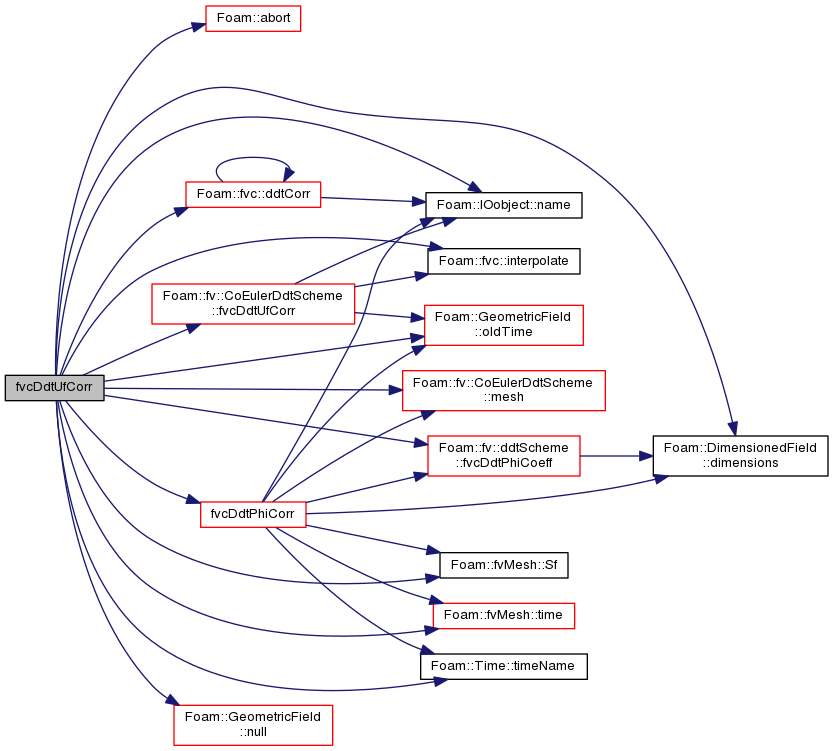 Foam::abort
Foam::fvc::ddtCorr
Foam::IOobject::name
Foam::fvc::interpolate
Foam::fv::CoEulerDdtScheme
::fvcDdtUfCorr
Foam::GeometricField
::oldTime
fvcDdtUfCorr
Foam::fv::CoEulerDdtScheme
::mesh
Foam::fv::ddtScheme
::fvcDdtPhiCoeff
Foam::DimensionedField
::dimensions
fvcDdtPhiCorr
Foam::fvMesh::Sf
Foam::fvMesh::time
Foam::Time::timeName
Foam::GeometricField
::null